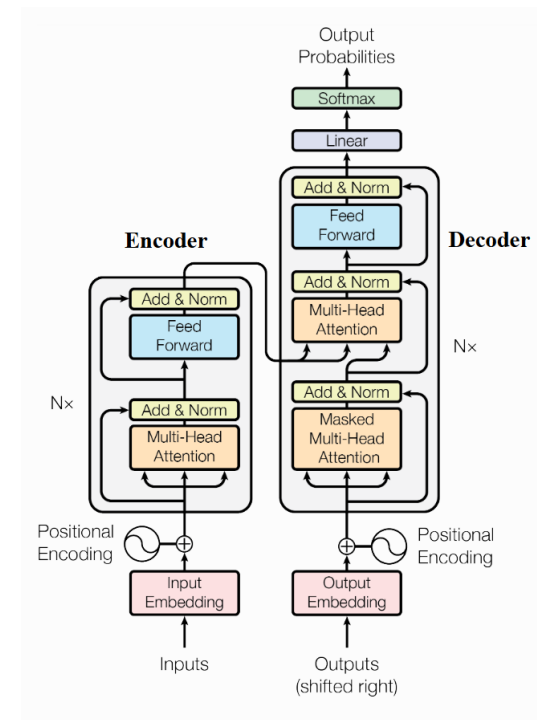 Output
Probabilities
Softmax
Linear
Add & Norm
Feed
Forward
Encoder
Decoder
Add & Norm
Add & Norm
Multi-Head
Attention
Feed
Forward
Nx
Add & Norm
Nx
Add & Norm
Masked
Multi-Head
Attention
Multi-Head
Attention
Positional
Encoding
Positional
Encoding
Input
Embedding
Output
Embedding
Inputs
Outputs
(shifted right)